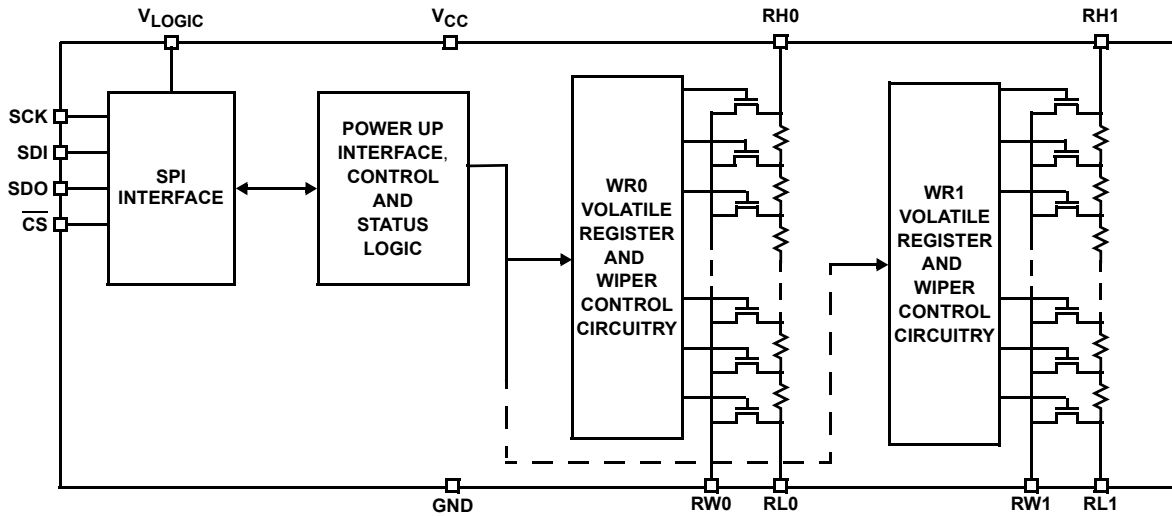 VLOGIC
VCC
RH0
RH1
SCK
SDI
SDO
CS
SPI
INTERFACE
POWER UP
INTERFACE,
CONTROL
AND
STATUS
LOGIC
WR0
VOLATILE
REGISTER
AND
WIPER
CONTROL
CIRCUITRY
WR1
VOLATILE
REGISTER
AND
WIPER
CONTROL
CIRCUITRY
GND
RW0
RL0
RW1
RL1